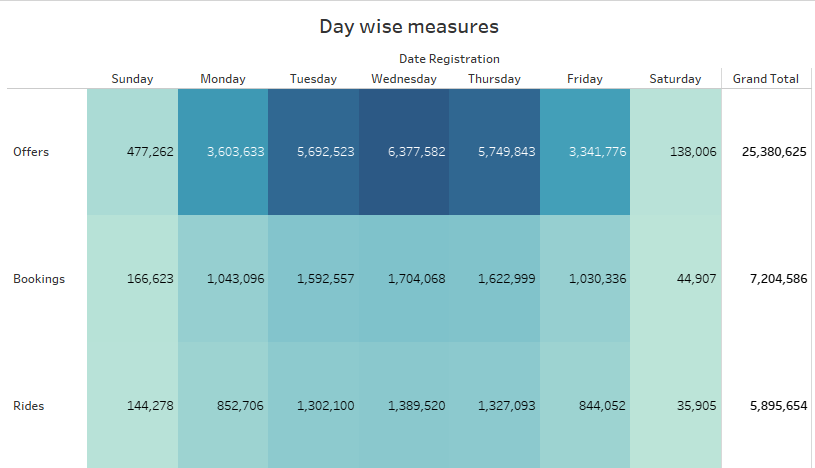 Day wise measures
Date Registration
Sunday Monday Tuesday Wednesday Thursday Friday Saturday Grand Total
Offers 477,262 3,603,633 5,692,523 6,377,582 5,749,843 3,341,776 138,006 25,380,625
Bookings 166,623 1,043,096 1,592,557 1,704,068 1,622,999 1,030,336 44,907 7,204,586
Rides 144,278 852,706 1,302,100 1,389,520 1,327,093 844,052 35,905 5,895,654